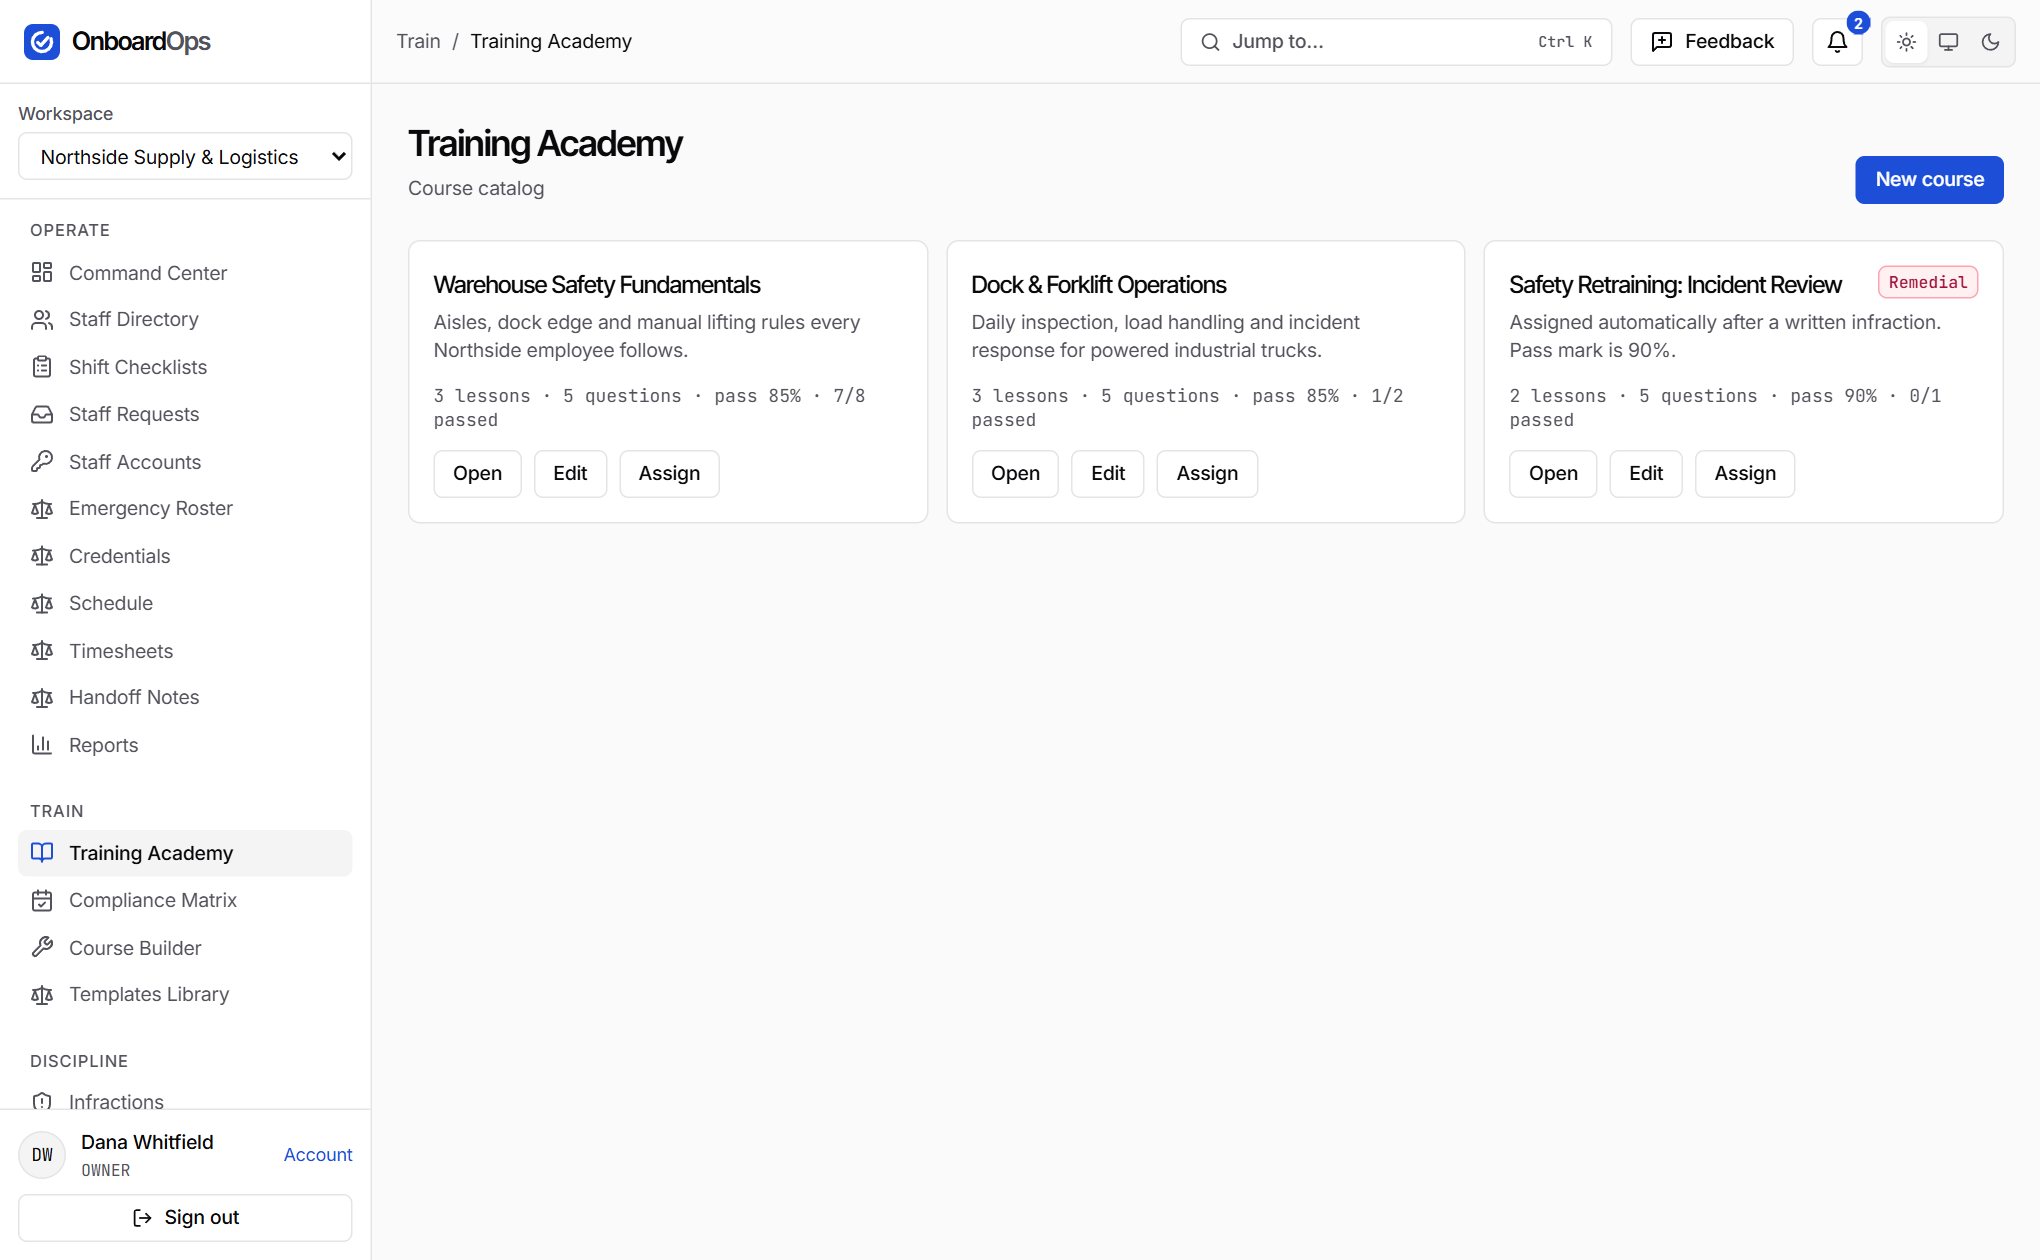 OnboardOps
Workspace
Northside Supply & Logistics
OPERATE
Command Center
Staff Directory
Shift Checklists
Staff Requests
Staff Accounts
Emergency Roster
Credentials
Schedule
Timesheets
Handoff Notes
Reports
TRAIN
Training Academy
Compliance Matrix
Course Builder
Templates Library
DISCIPLINE
Infractions
DW
Dana Whitfield
OWNER
Account
Sign out
Train / Training Academy
Jump to...
Ctrl K
Feedback
2
Training Academy
Course catalog
New course
Warehouse Safety Fundamentals
Aisles, dock edge and manual lifting rules every
Northside employee follows.
3 lessons · 5 questions · pass 85% · 7/8
passed
Open
Edit
Assign
Dock & Forklift Operations
Daily inspection, load handling and incident
response for powered industrial trucks.
3 lessons · 5 questions · pass 85% · 1/2
passed
Open
Edit
Assign
Safety Retraining: Incident Review
Remedial
Assigned automatically after a written infraction.
Pass mark is 90%.
2 lessons · 5 questions · pass 90% · 0/1
passed
Open
Edit
Assign